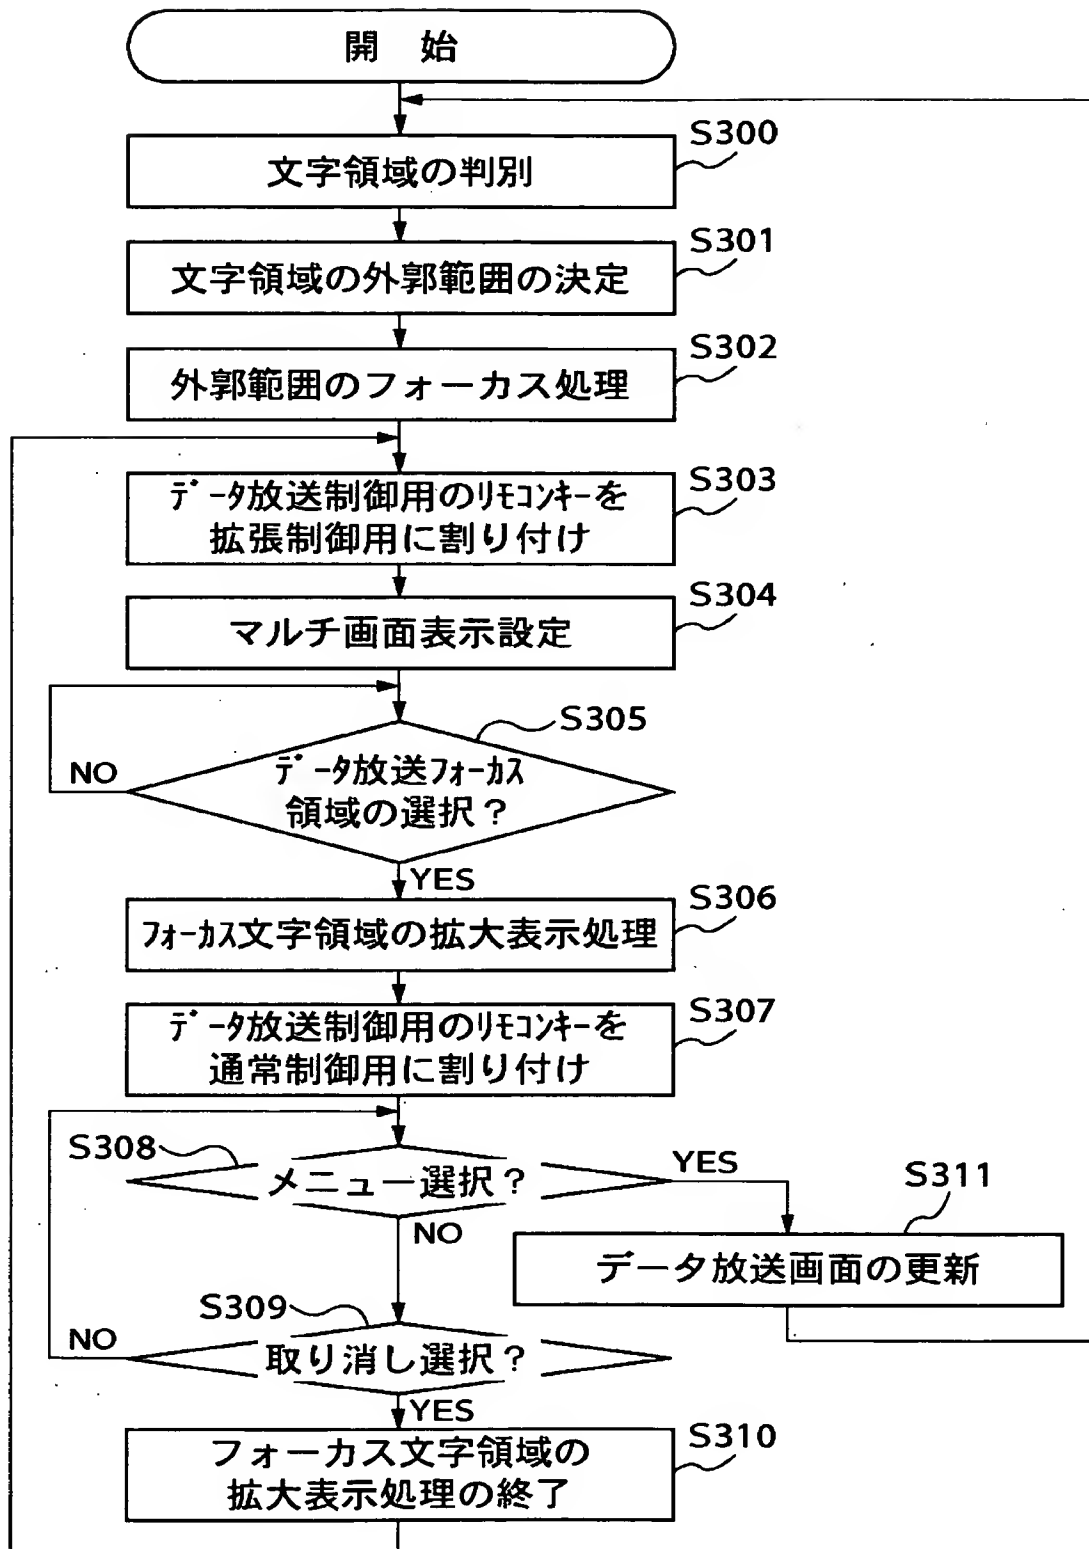 開 始
S300
文字領域の判別
S301
文字領域の外郭範囲の決定
S302
外郭範囲のフォーカス処理
S303
データ放送制御用のリモコンキーを
拡張制御用に割り付け
S304
マルチ画面表示設定
S305
データ放送フォーカス
領域の選択?
NO
YES
S306
フォーカス文字領域の拡大表示処理
S307
データ放送制御用のリモコンキーを
通常制御用に割り付け
S308
メニュー選択?
YES
NO
S311
データ放送画面の更新
S309
取り消し選択?
NO
YES
S310
フォーカス文字領域の
拡大表示処理の終了